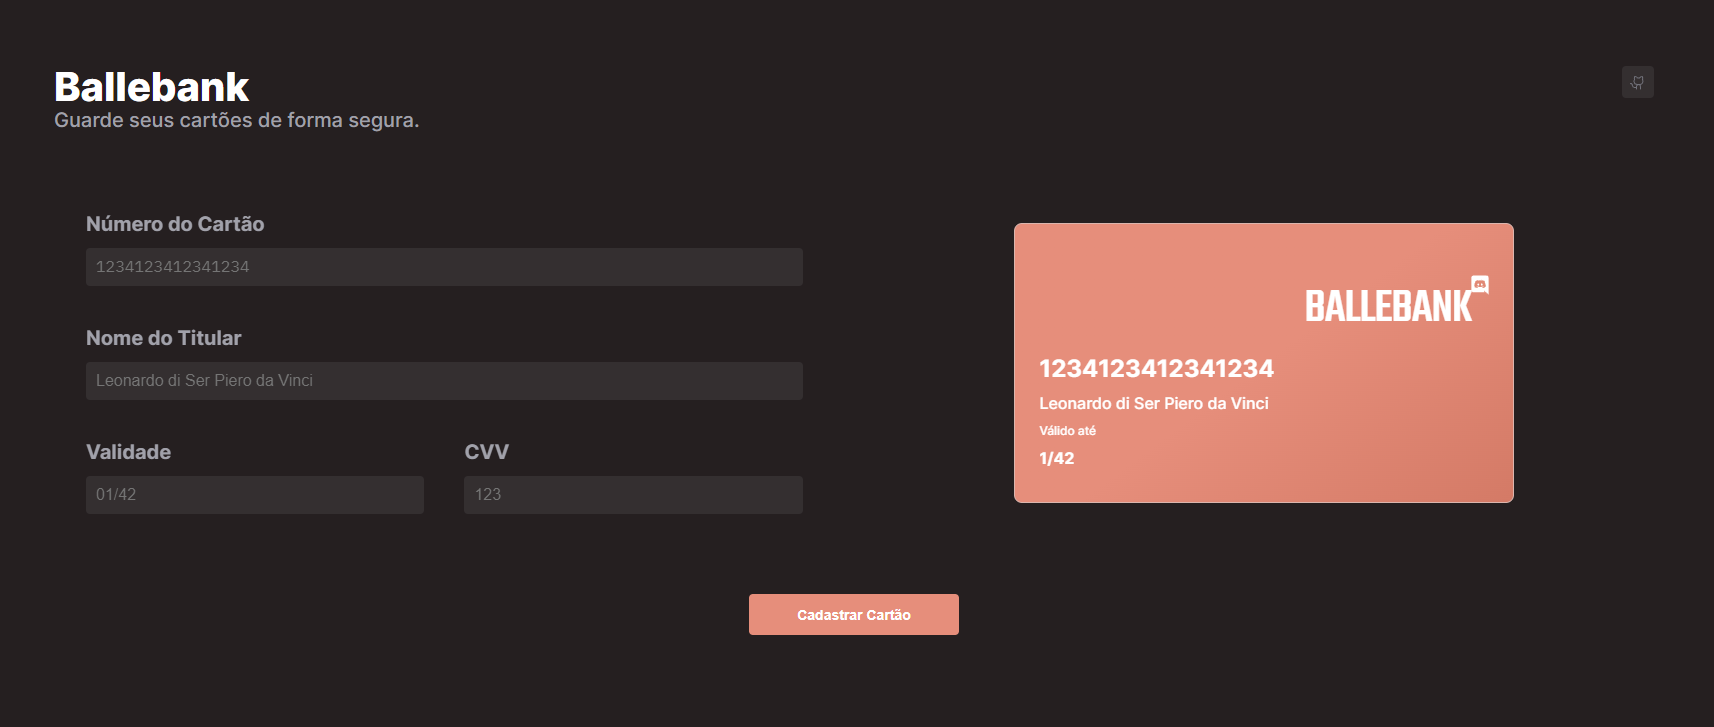 Ballebank
Guarde seus cartões de forma segura.
Número do Cartão
1234123412341234
Nome do Titular
Leonardo di Ser Piero da Vinci
Validade
CVV
01/42
123
BALLEBANK
1234123412341234
Leonardo di Ser Piero da Vinci
Válido até
1/42
Cadastrar Cartão